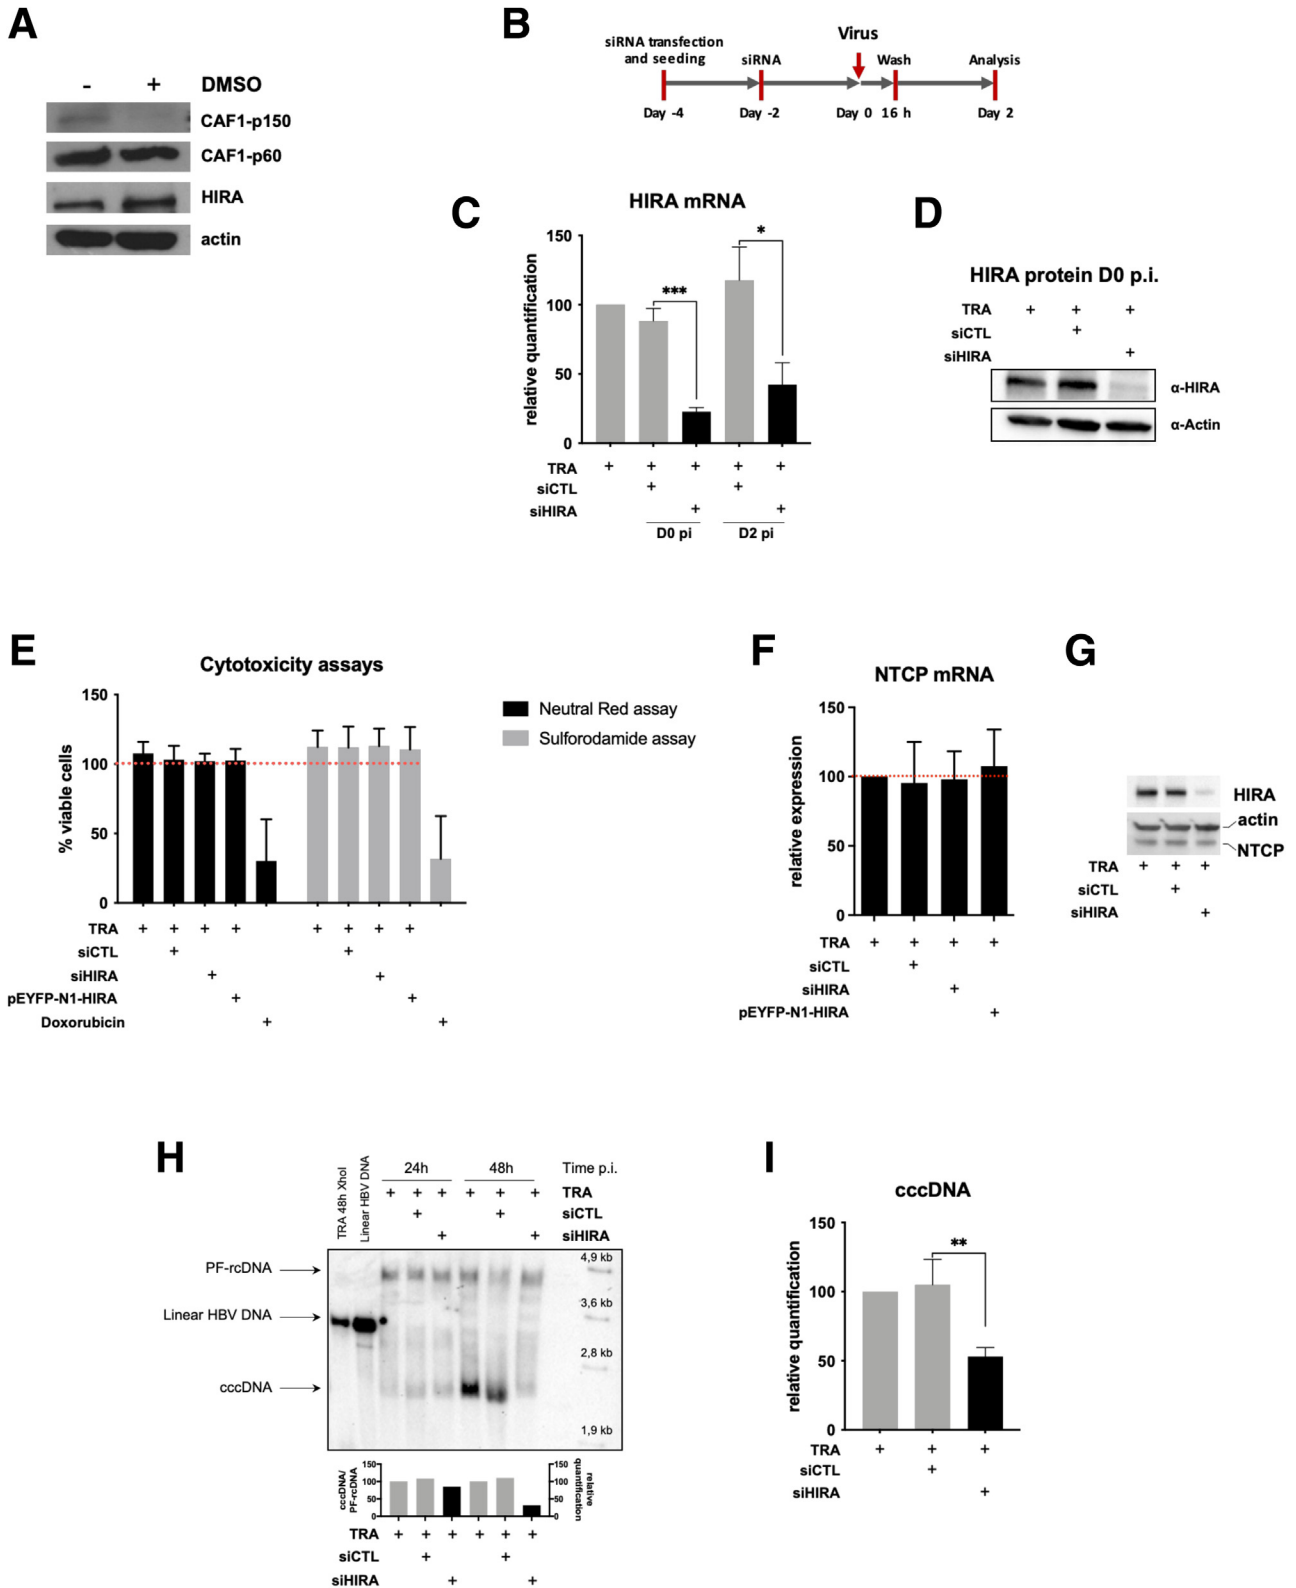 A
- + DMSO
CAF1-p150
CAF1-p60
HIRA
actin
B
Virus
siRNA transfection
and seeding
siRNA
Wash
Analysis
Day -4
Day -2
Day 0
16 h
Day 2
C
HIRA mRNA
relative quantification
150
100
50
0
***
*
TRA + + + + +
siCTL + +
siHIRA + +
D0 pi
D2 pi
D
HIRA protein D0 p.i.
TRA + + +
siCTL +
siHIRA +
α-HIRA
α-Actin
E
Cytotoxicity assays
% viable cells
150
100
50
0
Neutral Red assay
Sulforodamide assay
TRA + + + + + + + +
siCTL + +
siHIRA + +
pEYFP-N1-HIRA + +
Doxorubicin + +
F
NTCP mRNA
relative expression
150
100
50
0
TRA + + + +
siCTL +
siHIRA +
pEYFP-N1-HIRA +
G
HIRA
actin
NTCP
TRA + + +
siCTL +
siHIRA +
H
TRA 48h XhoI
Linear HBV DNA
24h
48h
Time p.i.
+ + + + + + TRA
+ + siCTL
+ + siHIRA
PF-rcDNA
Linear HBV DNA
cccDNA
4,9 kb
3,6 kb
2,8 kb
1,9 kb
cccDNA/
PF-rcDNA
150
100
50
0
150
100
50
0
relative
quantification
TRA + + + + + +
siCTL + +
siHIRA + +
I
cccDNA
relative quantification
150
100
50
0
**
TRA + + +
siCTL +
siHIRA +